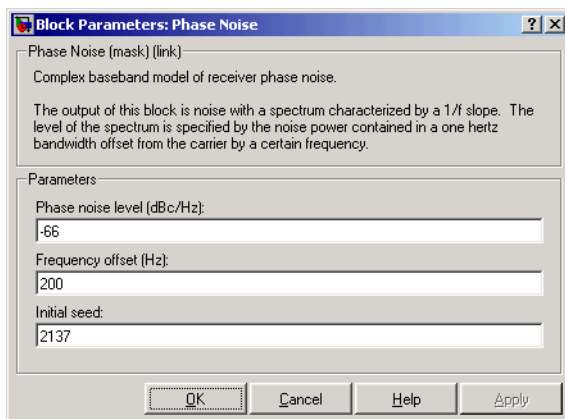 Block Parameters: Phase Noise
Phase Noise (mask) (link)
Complex baseband model of receiver phase noise.
The output of this block is noise with a spectrum characterized by a 1/f slope. The
level of the spectrum is specified by the noise power contained in a one hertz
bandwidth offset from the carrier by a certain frequency.
Parameters
Phase noise level (dBc/Hz):
-66
Frequency offset (Hz):
200
Initial seed:
2137
OK Cancel Help Apply